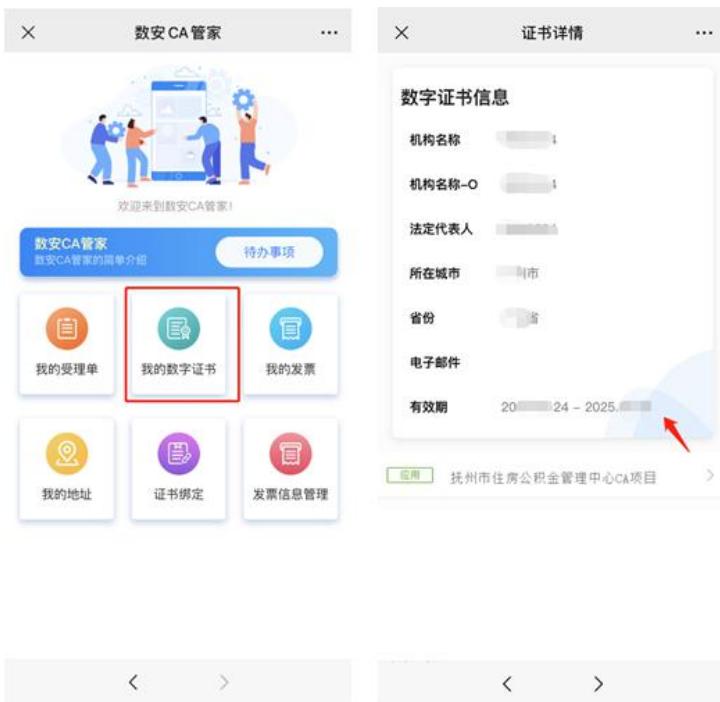 数安CA管家
欢迎来到数安CA管家!
数安CA管家
数安CA管家的简单介绍
待办事项
我的受理单
我的数字证书
我的发票
我的地址
证书绑定
发票信息管理
证书详情
数字证书信息
机构名称
机构名称-O
法定代表人
所在城市 市
省份 省
电子邮件
有效期 20 24 - 2025.
应用 抚州市住房公积金管理中心CA项目